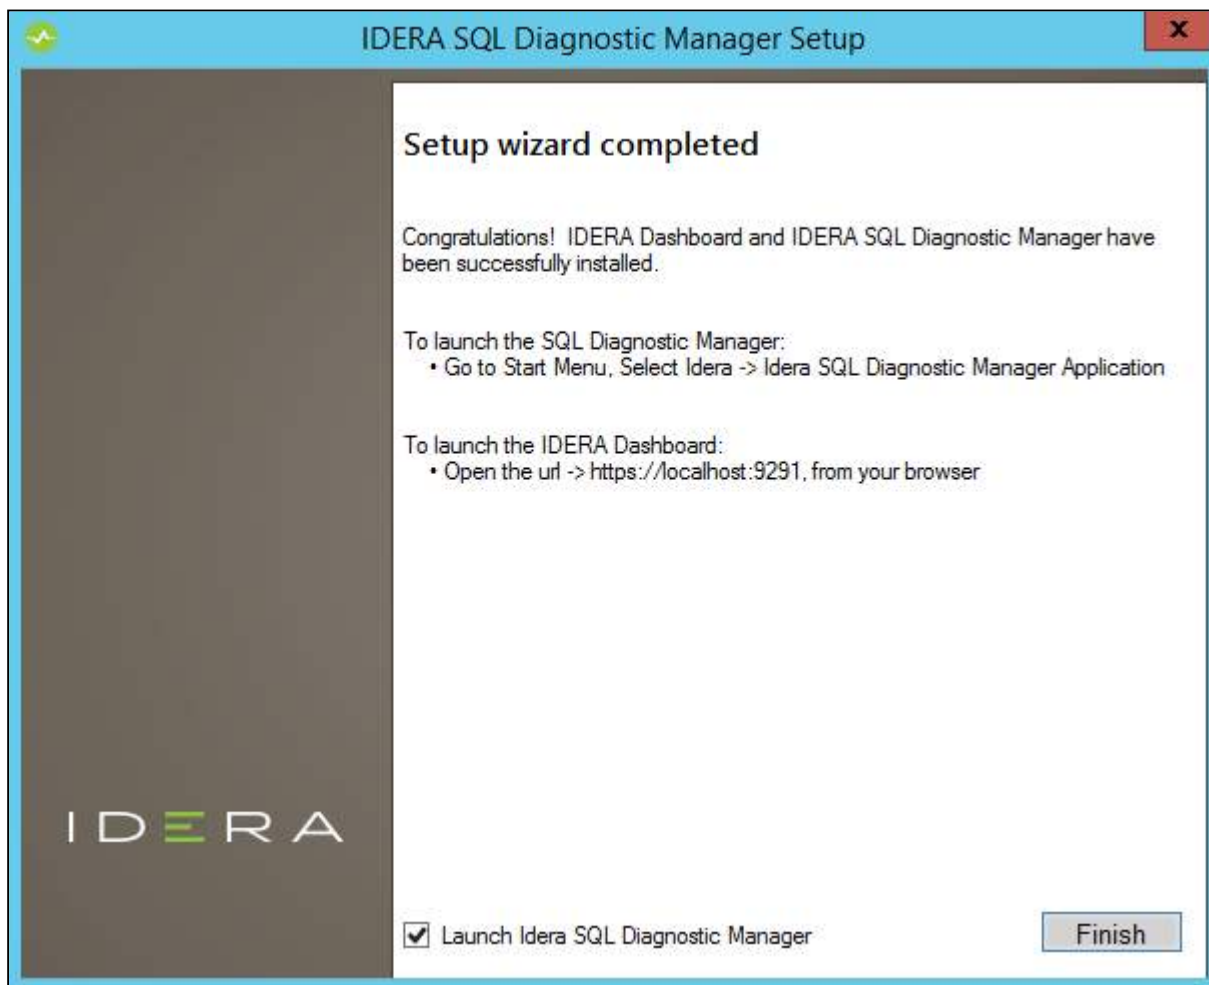 IDERA SQL Diagnostic Manager Setup
x
Setup wizard completed
Congratulations!  IDERA Dashboard and IDERA SQL Diagnostic Manager have
been successfully installed.
To launch the SQL Diagnostic Manager:
• Go to Start Menu, Select Idera -> Idera SQL Diagnostic Manager Application
To launch the IDERA Dashboard:
• Open the url -> https://localhost:9291, from your browser
IDERA
Launch Idera SQL Diagnostic Manager
Finish